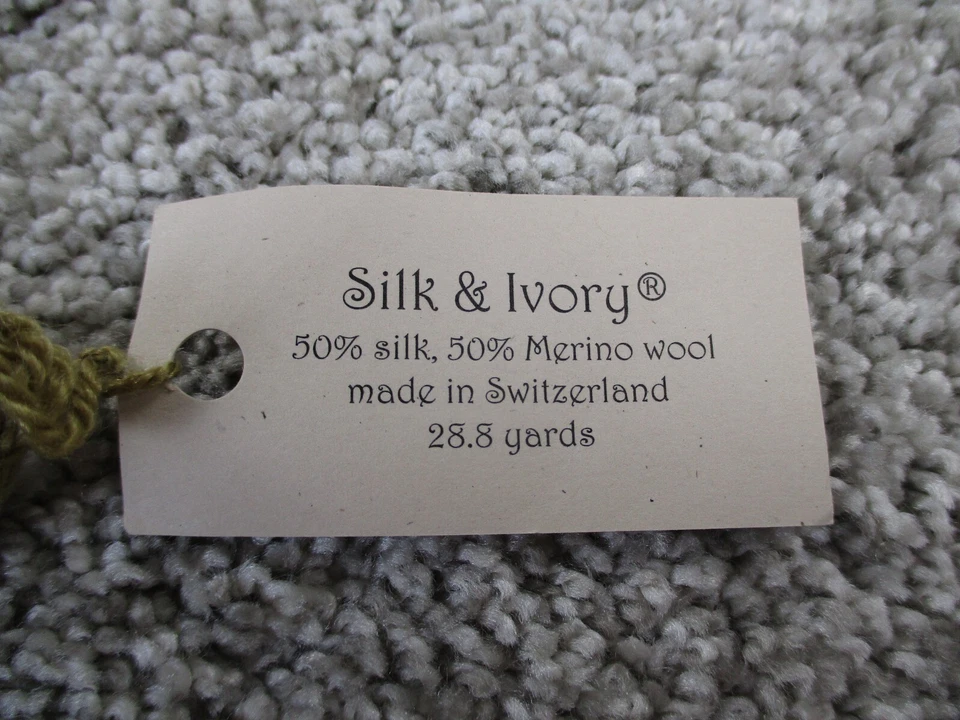 Silk & Ivory®
50% silk, 50% Merino wool
made in Switzerland
28.8 yards